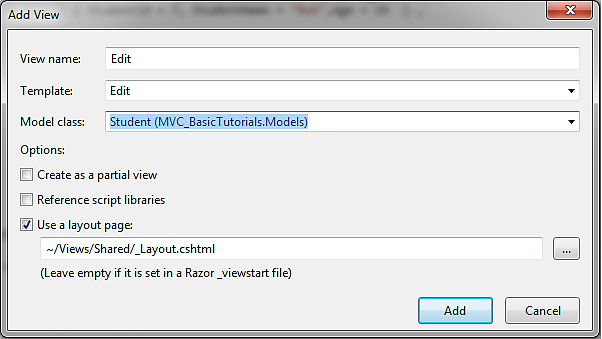 Add View
View name: Edit
Template: Edit
Model class: Student (MVC_BasicTutorials.Models)
Options:
Create as a partial view
Reference script libraries
Use a layout page:
~/Views/Shared/_Layout.cshtml ...
(Leave empty if it is set in a Razor _viewstart file)
Add Cancel